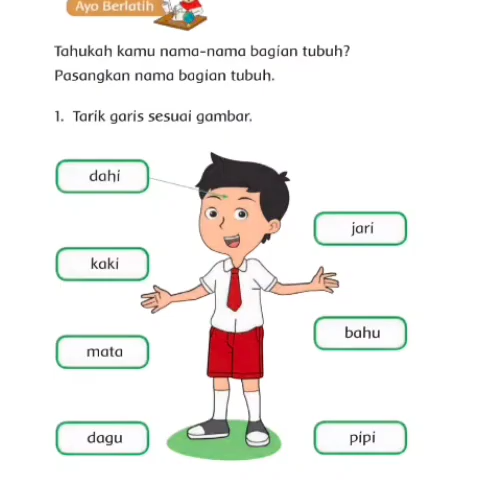 Ayo Berlatih
Tahukah kamu nama-nama bagian tubuh?
Pasangkan nama bagian tubuh.
1. Tarik garis sesuai gambar.
dahi
jari
kaki
bahu
mata
dagu
pipi